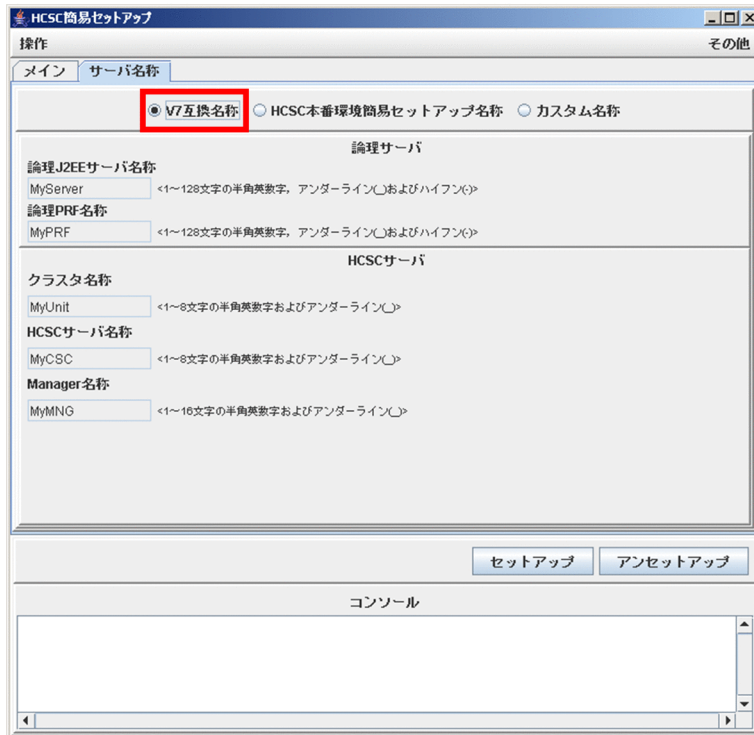 HCSC簡易セットアップ
操作 その他
メイン サーバ名称
V7互換名称 HCSC本番環境簡易セットアップ名称 カスタム名称
論理サーバ
論理J2EEサーバ名称
MyServer <1～128文字の半角英数字，アンダーライン(_)およびハイフン(-)>
論理PRF名称
MyPRF <1～128文字の半角英数字，アンダーライン(_)およびハイフン(-)>
HCSCサーバ
クラスタ名称
MyUnit <1～8文字の半角英数字およびアンダーライン(_)>
HCSCサーバ名称
MyCSC <1～8文字の半角英数字およびアンダーライン(_)>
Manager名称
MyMNG <1～16文字の半角英数字およびアンダーライン(_)>
セットアップ アンセットアップ
コンソール